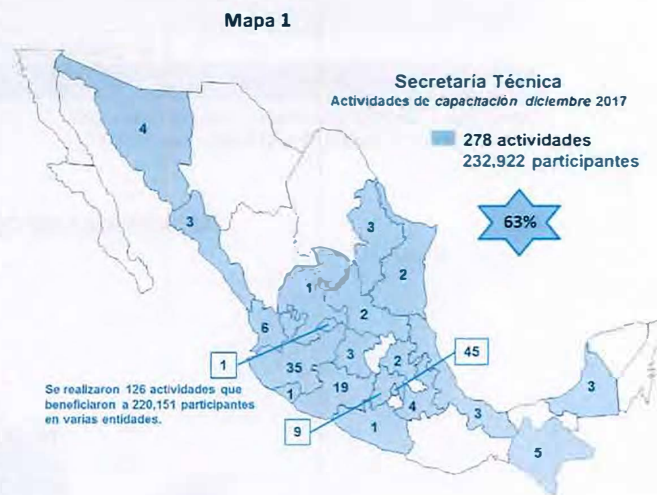 Mapa 1
Secretaría Técnica
Actividades de capacitación diciembre 2017
278 actividades
232,922 participantes
63%
4
3
3
2
1
2
6
1
35
3
2
45
1
19
4
3
3
9
1
5
Se realizaron 126 actividades que
beneficiaron a 220,151 participantes
en varias entidades.